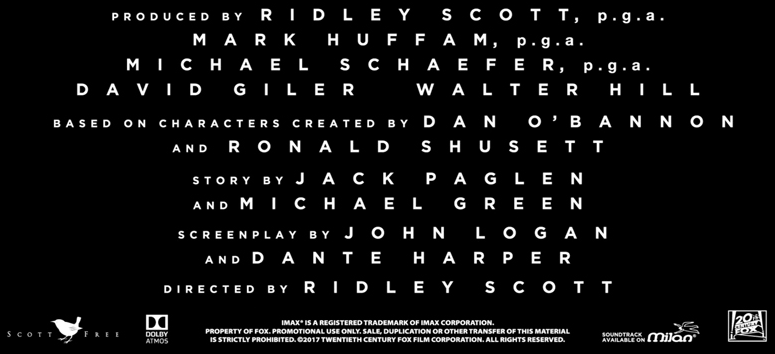 PRODUCED BY RIDLEY SCOTT, p.g.a.
MARK HUFFAM, p.g.a.
MICHAEL SCHAEFER, p.g.a.
DAVID GILER WALTER HILL
BASED ON CHARACTERS CREATED BY DAN O'BANNON
AND RONALD SHUSETT
STORY BY JACK PAGLEN
AND MICHAEL GREEN
SCREENPLAY BY JOHN LOGAN
AND DANTE HARPER
DIRECTED BY RIDLEY SCOTT
SCOTT FREE
DOLBY
ATMOS
IMAX® IS A REGISTERED TRADEMARK OF IMAX CORPORATION.
PROPERTY OF FOX. PROMOTIONAL USE ONLY. SALE, DUPLICATION OR OTHER TRANSFER OF THIS MATERIAL
IS STRICTLY PROHIBITED. ©2017 TWENTIETH CENTURY FOX FILM CORPORATION. ALL RIGHTS RESERVED.
SOUNDTRACK
AVAILABLE ON milan®
20th
CENTURY
FOX